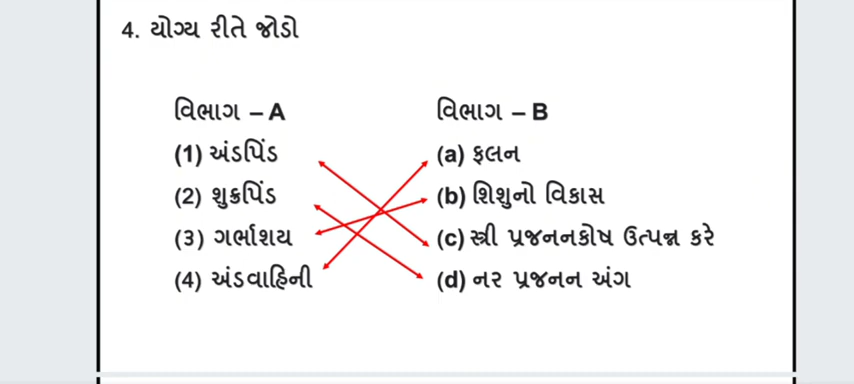 4. યોગ્ય રીતે જોડો
વિભાગ – A વિભાગ – B
(1) અંડપિંડ (a) ફલન
(2) શુક્રપિંડ (b) શિશુનો વિકાસ
(3) ગર્ભાશય (c) સ્ત્રી પ્રજનનકોષ ઉત્પન્ન કરે
(4) અંડવાહિની (d) નર પ્રજનન અંગ